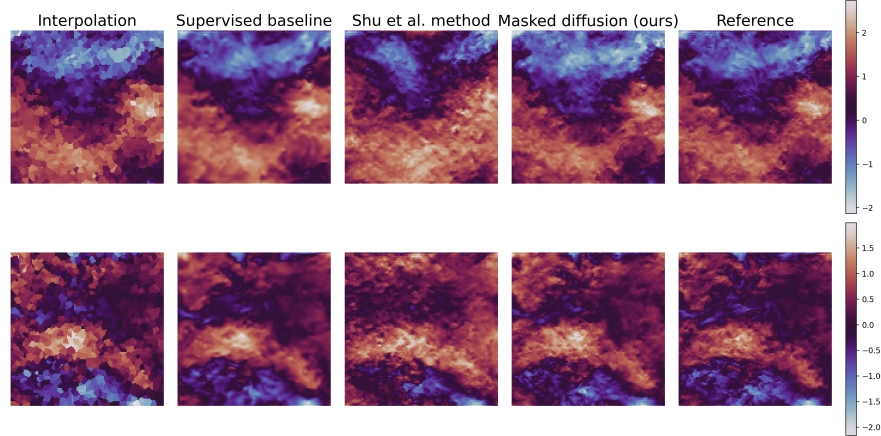 Interpolation
Supervised baseline
Shu et al. method
Masked diffusion (ours)
Reference
2
1
0
−1
−2
1.5
1.0
0.5
0.0
−0.5
−1.0
−1.5
−2.0